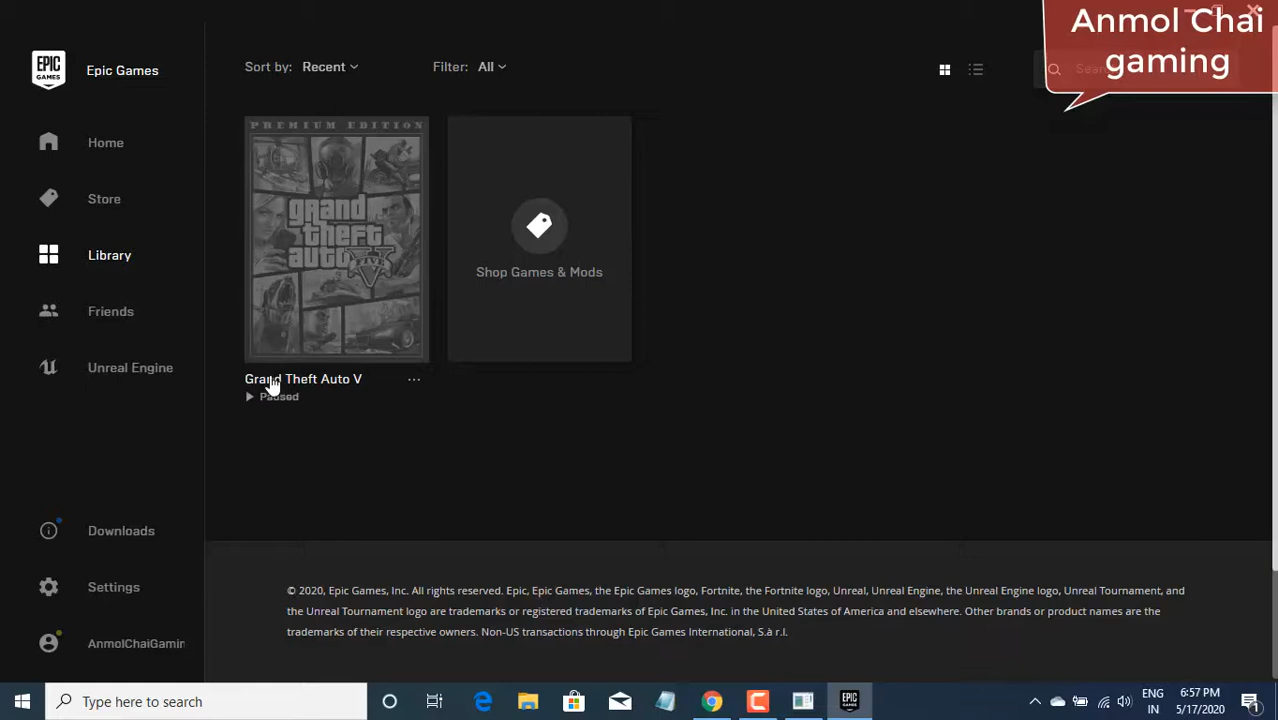 Anmol Chai
gaming
EPIC
GAMES
Epic Games
Sort by: Recent
Filter: All
Home
Store
Library
Friends
Unreal Engine
Downloads
Settings
AnmolChaiGamin
PREMIUM EDITION
grand
theft
auto
FIVE
Shop Games & Mods
Grand Theft Auto V
Paused
© 2020, Epic Games, Inc. All rights reserved. Epic, Epic Games, the Epic Games logo, Fortnite, the Fortnite logo, Unreal, Unreal Engine, the Unreal Engine logo, Unreal Tournament, and
the Unreal Tournament logo are trademarks or registered trademarks of Epic Games, Inc. in the United States of America and elsewhere. Other brands or product names are the
trademarks of their respective owners. Non-US transactions through Epic Games International, S.à r.l.
Type here to search
EPIC
GAMES
ENG
IN
6:57 PM
5/17/2020
1